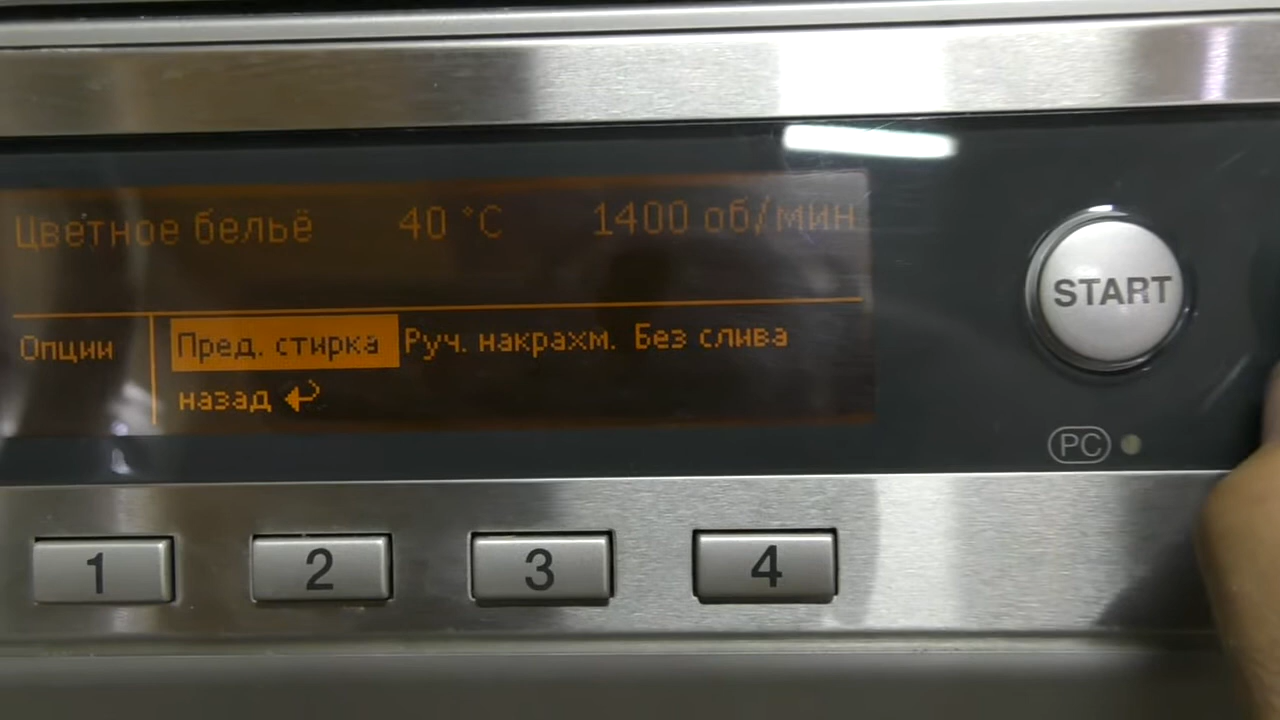 Цветное бельё 40 °C 1400 об/мин
Опции Пред. стирка Руч. накрахм. Без слива
назад
START
PC
1 2 3 4